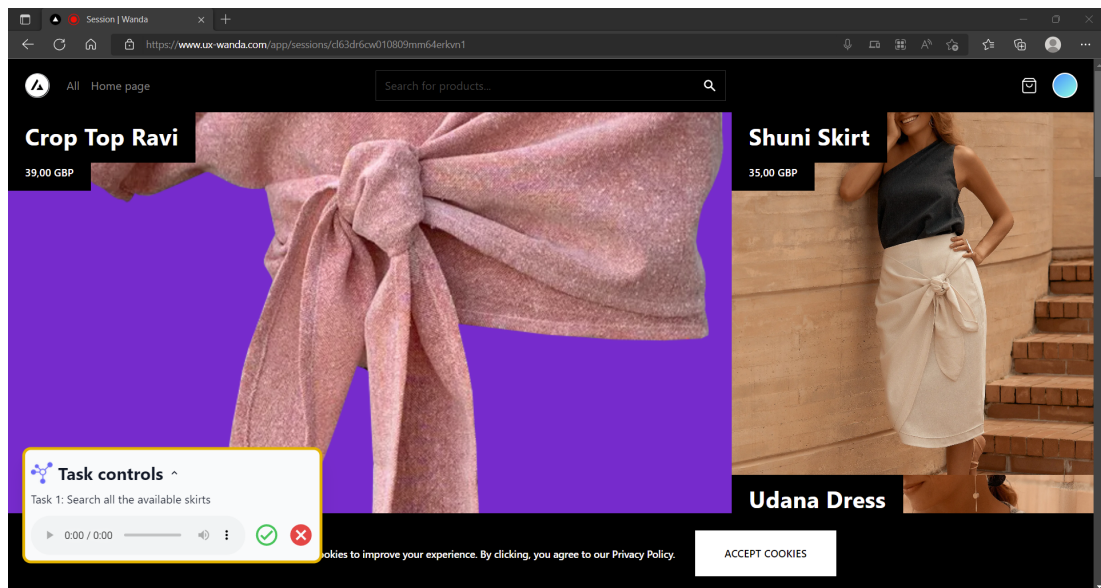 Session | Wanda
https://www.ux-wanda.com/app/sessions/cl63dr6cw010809mm64erkvn1
All Home page
Search for products...
Crop Top Ravi
39,00 GBP
Shuni Skirt
35,00 GBP
Udana Dress
Task controls
Task 1: Search all the available skirts
0:00 / 0:00
to improve your experience. By clicking, you agree to our Privacy Policy.
ACCEPT COOKIES